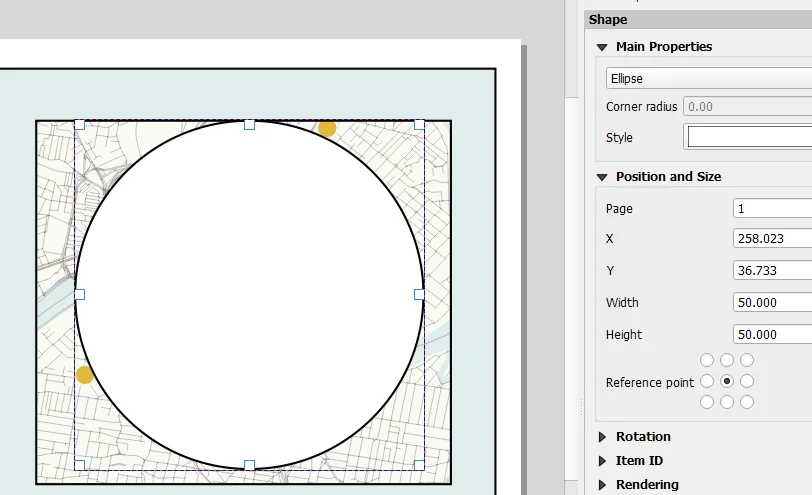 Shape
Main Properties
Ellipse
Corner radius 0.00
Style
Position and Size
Page 1
X 258.023
Y 36.733
Width 50.000
Height 50.000
Reference point
Rotation
Item ID
Rendering